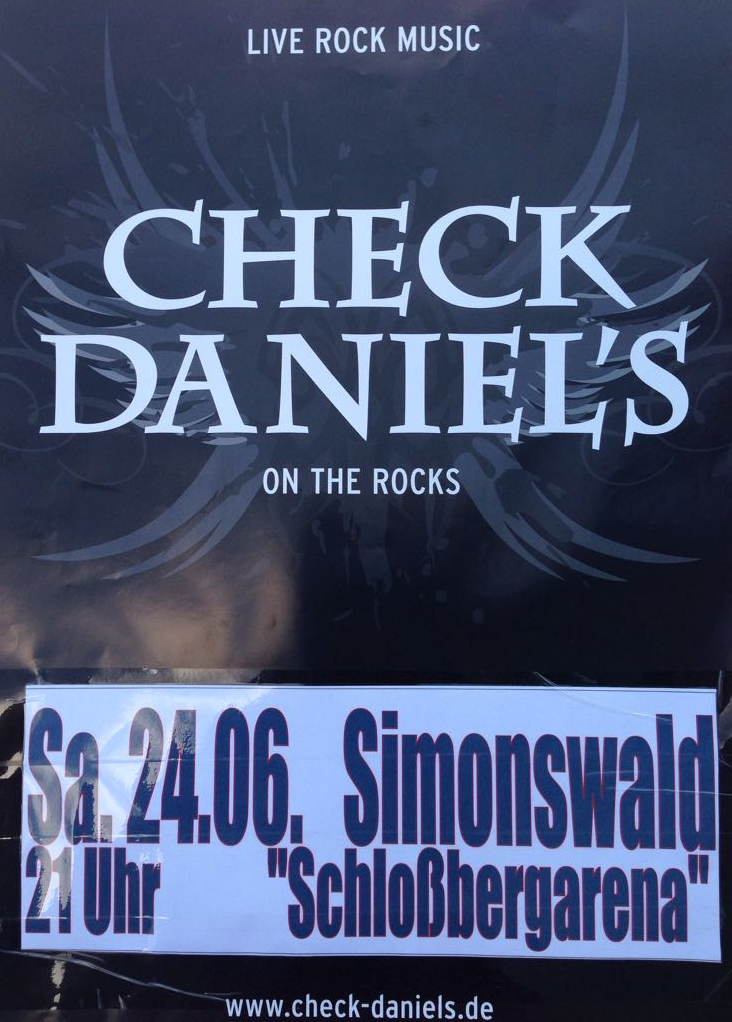 LIVE ROCK MUSIC
CHECK
DANIEL'S
ON THE ROCKS
Sa. 24.06. Simonswald
21 Uhr "Schloßbergarena"
www.check-daniels.de